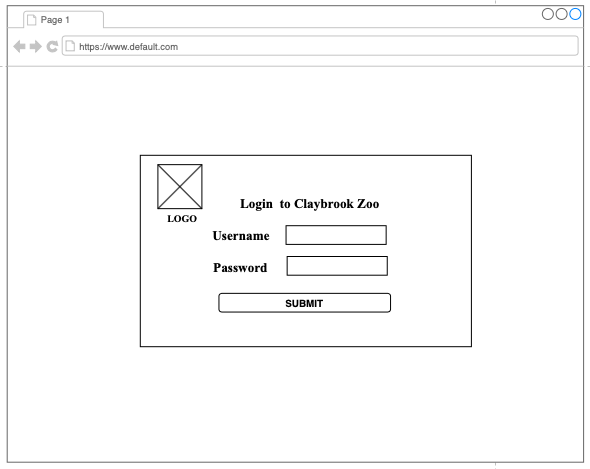 Page 1
https://www.default.com
LOGO
Login to Claybrook Zoo
Username
Password
SUBMIT